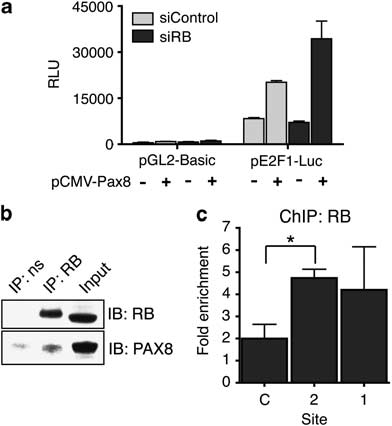 a
siControl
siRB
RLU
45000
30000
15000
0
pGL2-Basic pE2F1-Luc
pCMV-Pax8 - + - + - + - +
b
IP: ns
IP: RB
Input
IB: RB
IB: PAX8
c
ChIP: RB
Fold enrichment
7
6
5
4
3
2
1
0
*
C 2 1
Site